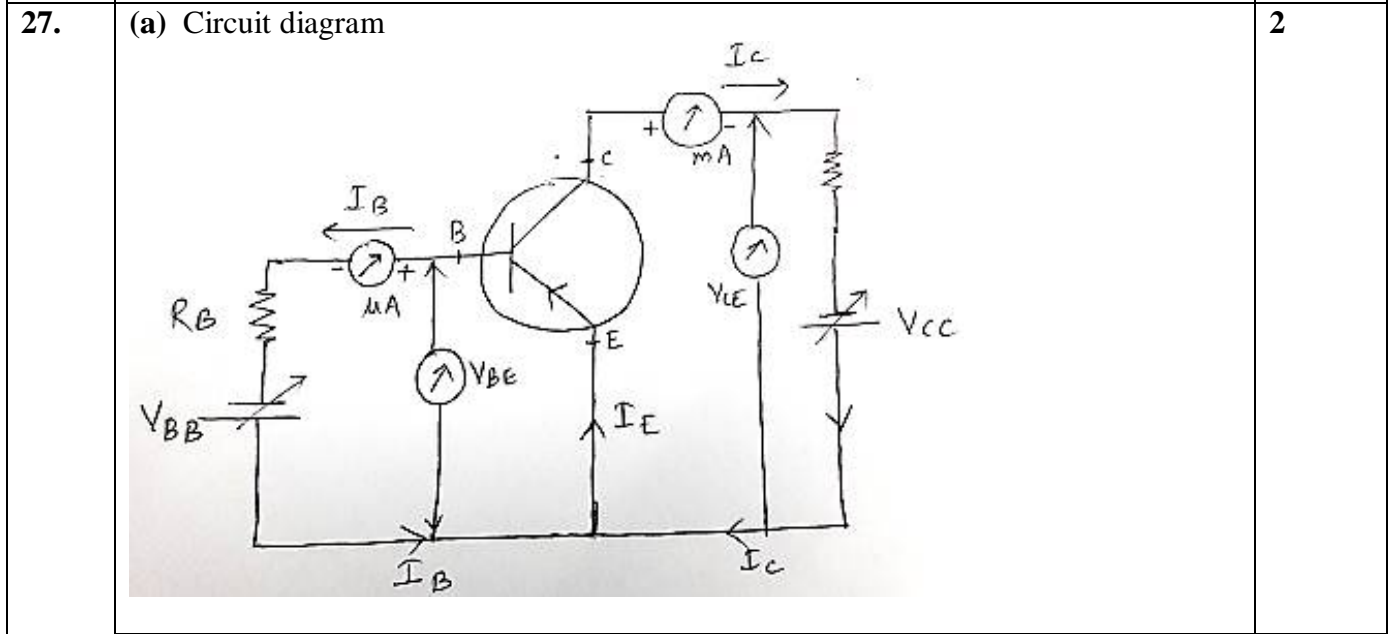 27.
(a) Circuit diagram
2
IC
+
-
mA
C
IB
B
-
+
μA
RB
VBE
E
VCE
VCC
VBB
IE
IB
IC